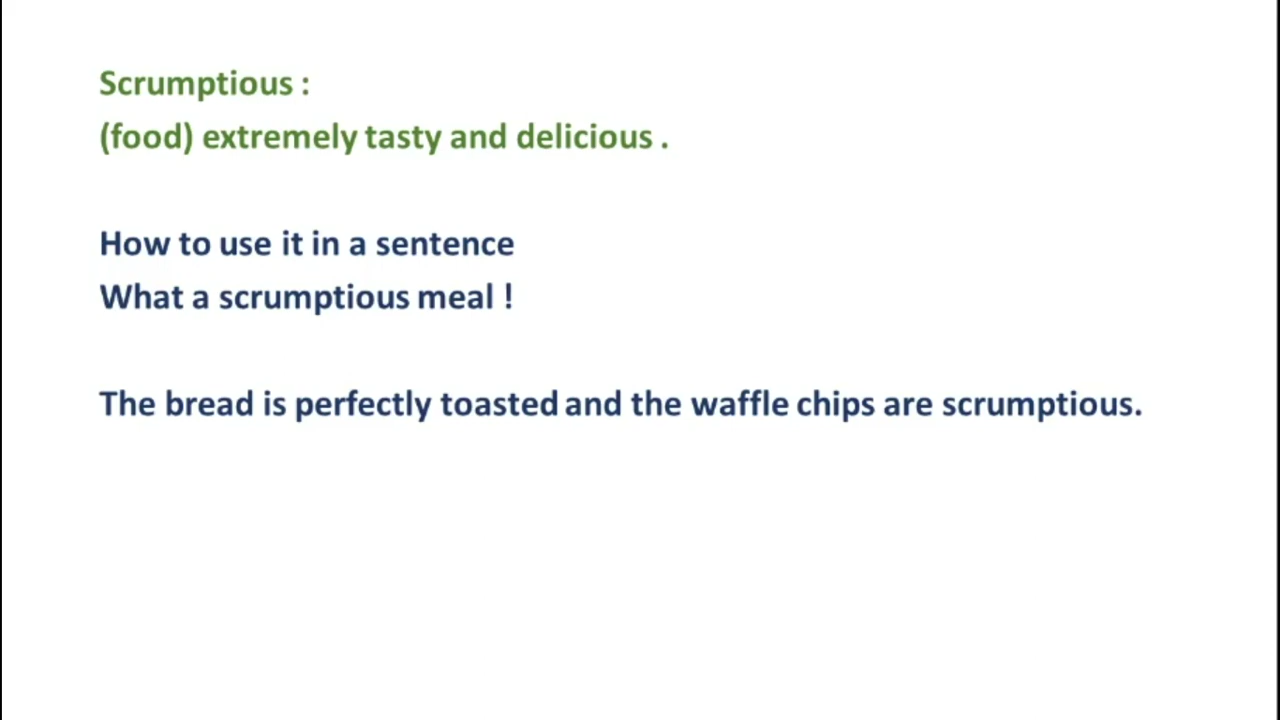 Scrumptious :
(food) extremely tasty and delicious .
How to use it in a sentence
What a scrumptious meal !
The bread is perfectly toasted and the waffle chips are scrumptious.